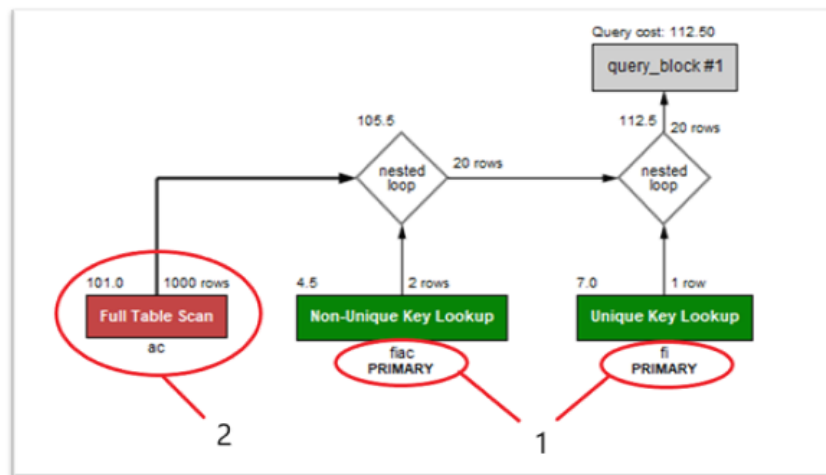 Query cost: 112.50
query_block #1
105.5
112.5
20 rows
nested
loop
20 rows
nested
loop
101.0
1000 rows
4.5
2 rows
7.0
1 row
Full Table Scan
Non-Unique Key Lookup
Unique Key Lookup
ac
fiac
PRIMARY
fi
PRIMARY
2
1